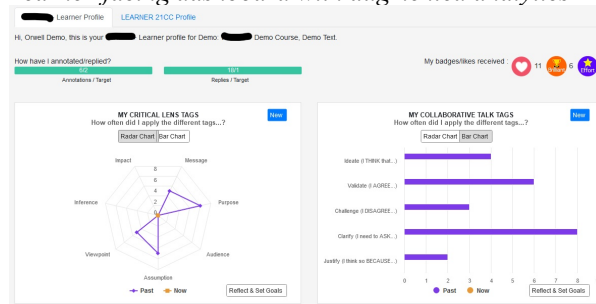 Learner Profile
LEARNER 21CC Profile
Hi, Orwell Demo, this is your Learner profile for Demo: Demo Course, Demo Text.
How have I annotated/replied?
6/2
18/1
Annotations / Target
Replies / Target
My badges/likes received :
11
6
Effort
MY CRITICAL LENS TAGS
New
How often did I apply the different tags...?
Radar Chart
Bar Chart
Impact
Message
Inference
Purpose
Viewpoint
Audience
Assumption
8
6
4
2
0
Past
Now
Reflect & Set Goals
MY COLLABORATIVE TALK TAGS
New
How often did I apply the different tags...?
Radar Chart
Bar Chart
Ideate (I THINK that...)
Validate (I AGREE...)
Challenge (I DISAGREE...)
Clarify (I need to ASK...)
Justify (I think so BECAUSE...)
0 1 2 3 4 5 6 7 8
Past
Now
Reflect & Set Goals